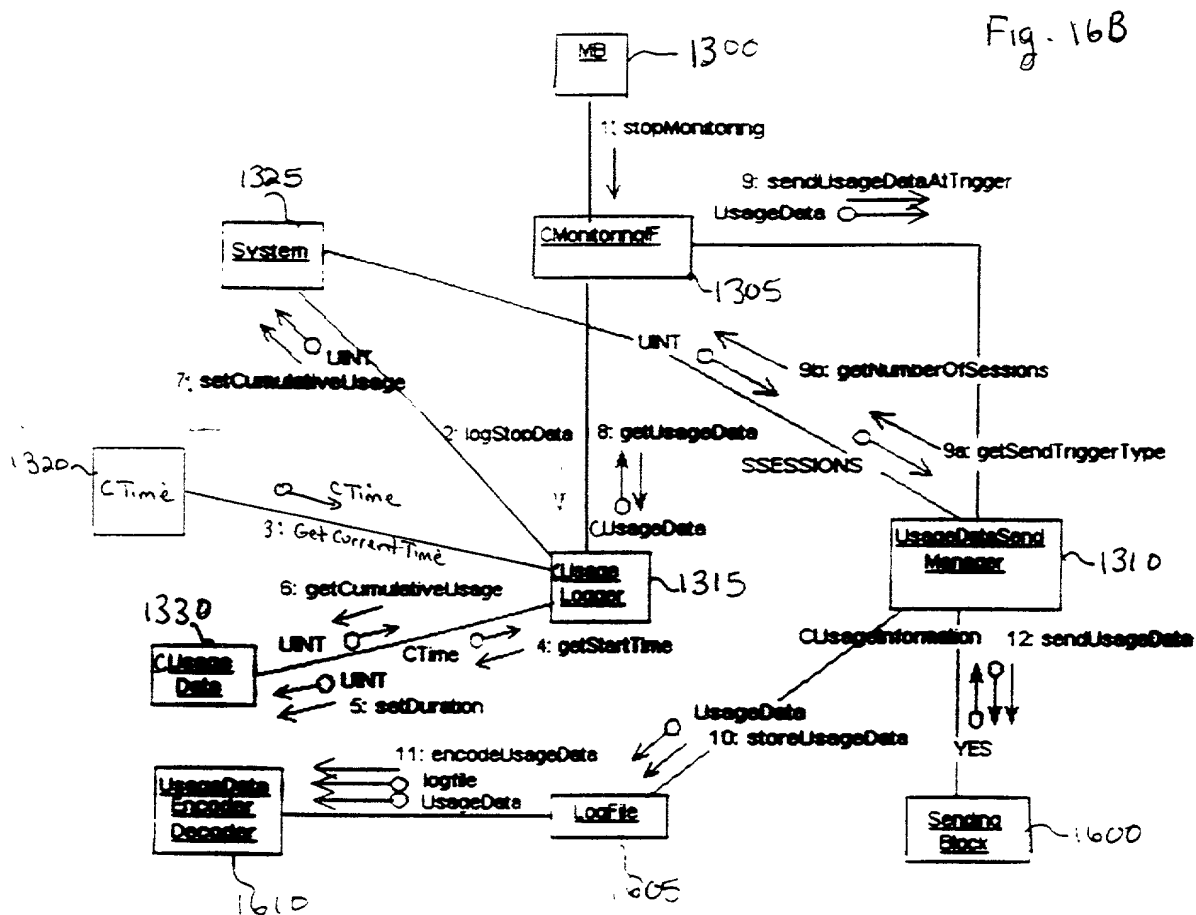 Fig. 16B
MB
1300
1: stopMonitoring
1325
9: sendUsageDataAtTrigger
UsageData
System
CMonitoringIF
1305
UINT
7: setCumulativeUsage
UINT
9b: getNumberOfSessions
2: logStopData
8: getUsageData
9a: getSendTriggerType
SSESSIONS
1320
CTime
CTime
3: Get Current Time
CUsageData
UsageDataSend
Manager
1310
CUsage
Logger
1315
6: getCumulativeUsage
1330
UINT
CTime
4: getStartTime
CUsageInformation
12: sendUsageData
CUsage
Data
UINT
5: setDuration
UsageData
10: storeUsageData
YES
11: encodeUsageData
logfile
UsageData
UsageData
Encoder
Decoder
LogFile
Sending
Block
1600
1610
1605